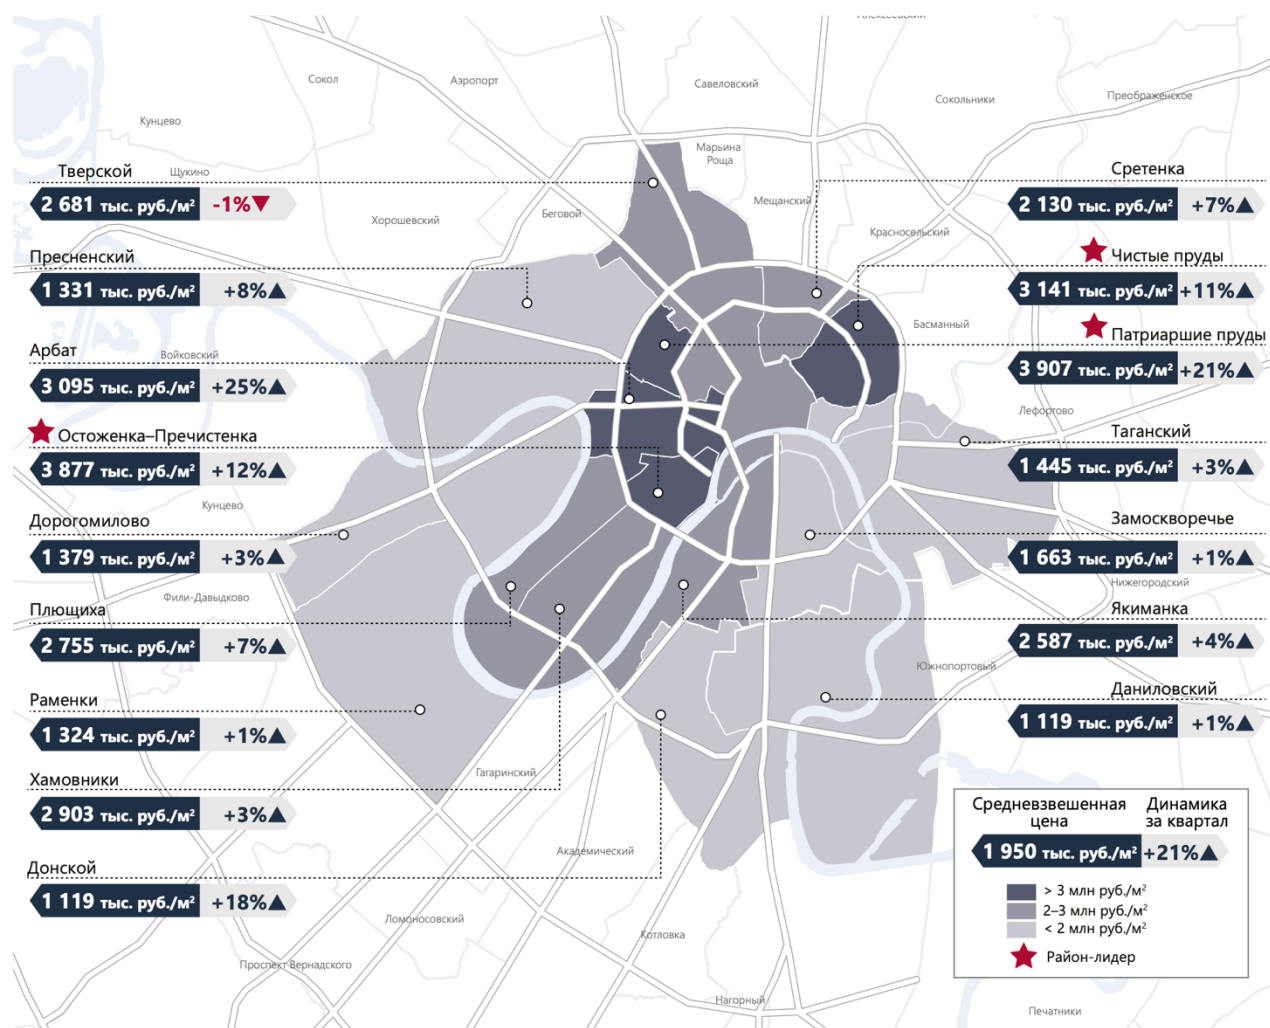 Алексеевский
Сокол
Аэропорт
Савеловский
Сокольники
Преображенское
Кунцево
Марьина
Роща
Щукино
Мещанский
Хорошевский
Беговой
Красносельский
Басманный
Войковский
Лефортово
Кунцево
Нижегородский
Фили-Давыдково
Южнопортовый
Гагаринский
Академический
Ломоносовский
Котловка
Проспект Вернадского
Нагорный
Печатники
Тверской
2 681 тыс. руб./м² -1%▼
Пресненский
1 331 тыс. руб./м² +8%▲
Арбат
3 095 тыс. руб./м² +25%▲
Остоженка–Пречистенка
3 877 тыс. руб./м² +12%▲
Дорогомилово
1 379 тыс. руб./м² +3%▲
Плющиха
2 755 тыс. руб./м² +7%▲
Раменки
1 324 тыс. руб./м² +1%▲
Хамовники
2 903 тыс. руб./м² +3%▲
Донской
1 119 тыс. руб./м² +18%▲
Сретенка
2 130 тыс. руб./м² +7%▲
Чистые пруды
3 141 тыс. руб./м² +11%▲
Патриаршие пруды
3 907 тыс. руб./м² +21%▲
Таганский
1 445 тыс. руб./м² +3%▲
Замоскворечье
1 663 тыс. руб./м² +1%▲
Якиманка
2 587 тыс. руб./м² +4%▲
Даниловский
1 119 тыс. руб./м² +1%▲
Средневзвешенная
цена
Динамика
за квартал
1 950 тыс. руб./м² +21%▲
> 3 млн руб./м²
2–3 млн руб./м²
< 2 млн руб./м²
Район-лидер